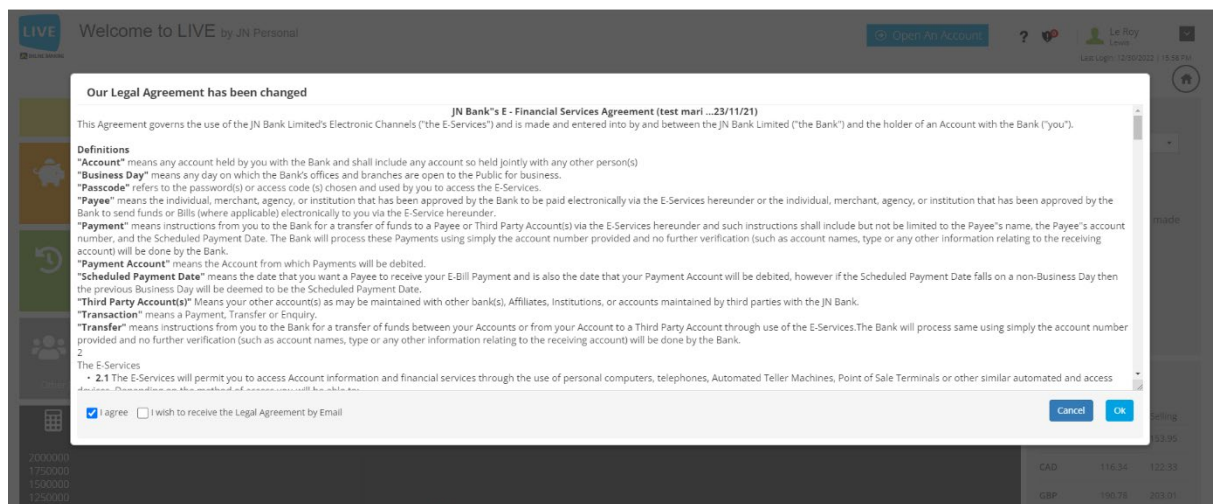 LIVE
Welcome to LIVE by JN Personal
Open An Account
?
Le Roy
Lewis
Our Legal Agreement has been changed
JN Bank"s E - Financial Services Agreement (test mari ...23/11/21)
This Agreement governs the use of the JN Bank Limited's Electronic Channels ("the E-Services") and is made and entered into by and between the JN Bank Limited ("the Bank") and the holder of an Account with the Bank ("you").
Definitions
"Account" means any account held by you with the Bank and shall include any account so held jointly with any other person(s)
"Business Day" means any day on which the Bank's offices and branches are open to the Public for business.
"Passcode" refers to the password(s) or access code (s) chosen and used by you to access the E-Services.
"Payee" means the individual, merchant, agency, or institution that has been approved by the Bank to be paid electronically via the E-Services hereunder or the individual, merchant, agency, or institution that has been approved by the
Bank to send funds or Bills (where applicable) electronically to you via the E-Service hereunder.
"Payment" means instructions from you to the Bank for a transfer of funds to a Payee or Third Party Account(s) via the E-Services hereunder and such instructions shall include but not be limited to the Payee"s name, the Payee"s account
number, and the Scheduled Payment Date. The Bank will process these Payments using simply the account number provided and no further verification (such as account names, type or any other information relating to the receiving
account) will be done by the Bank.
"Payment Account" means the Account from which Payments will be debited.
"Scheduled Payment Date" means the date that you want a Payee to receive your E-Bill Payment and is also the date that your Payment Account will be debited, however if the Scheduled Payment Date falls on a non-Business Day then
the previous Business Day will be deemed to be the Scheduled Payment Date.
"Third Party Account(s)" Means your other account(s) as may be maintained with other bank(s), Affiliates, Institutions, or accounts maintained by third parties with the JN Bank.
"Transaction" means a Payment, Transfer or Enquiry.
"Transfer" means instructions from you to the Bank for a transfer of funds between your Accounts or from your Account to a Third Party Account through use of the E-Services.The Bank will process same using simply the account number
provided and no further verification (such as account names, type or any other information relating to the receiving account) will be done by the Bank.
2
The E-Services
• 2.1 The E-Services will permit you to access Account information and financial services through the use of personal computers, telephones, Automated Teller Machines, Point of Sale Terminals or other similar automated and access
devices. Depending on the method of access you will be able to:
made
I agree I wish to receive the Legal Agreement by Email
Cancel Ok
Selling
2000000
1750000
1500000
1250000
CAD 116.34 122.33
GBP 190.73 203.01